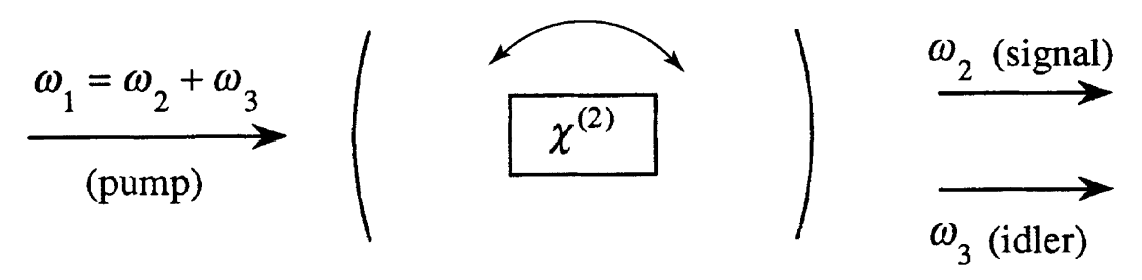 ω₁ = ω₂ + ω₃
(pump)
χ⁽²⁾
ω₂ (signal)
ω₃ (idler)